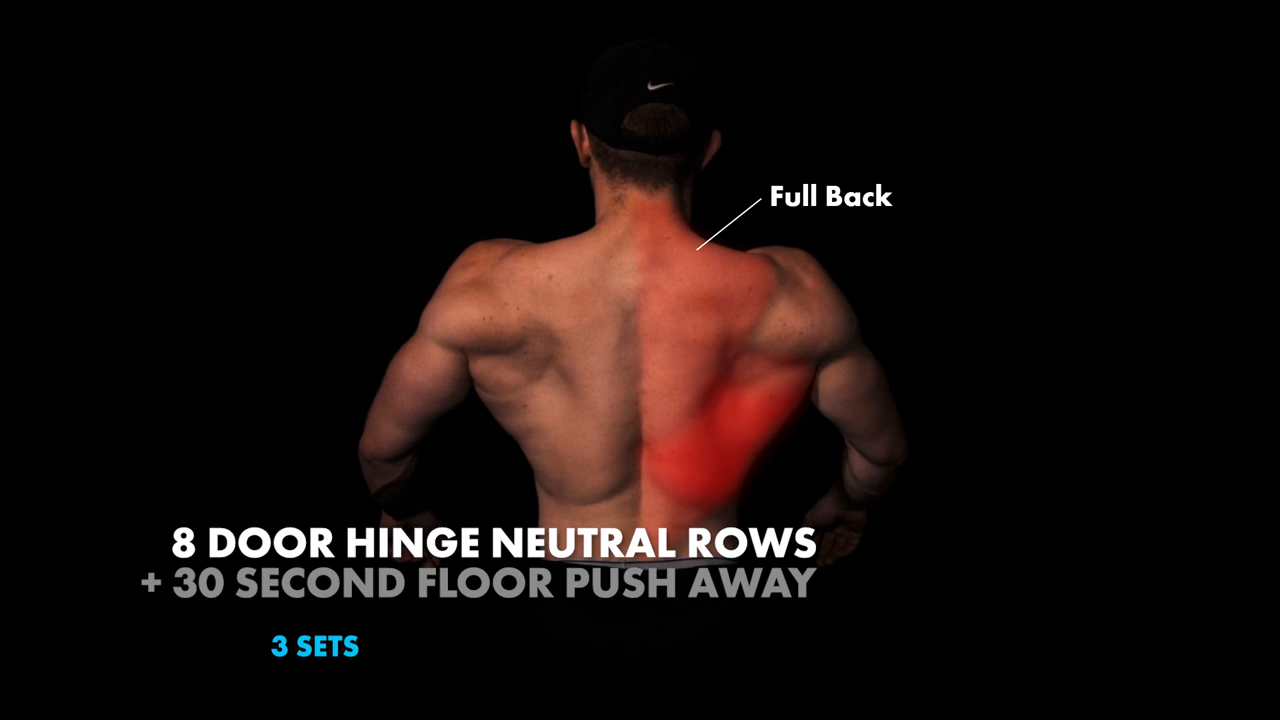 Full Back
8 DOOR HINGE NEUTRAL ROWS
+ 30 SECOND FLOOR PUSH AWAY
3 SETS